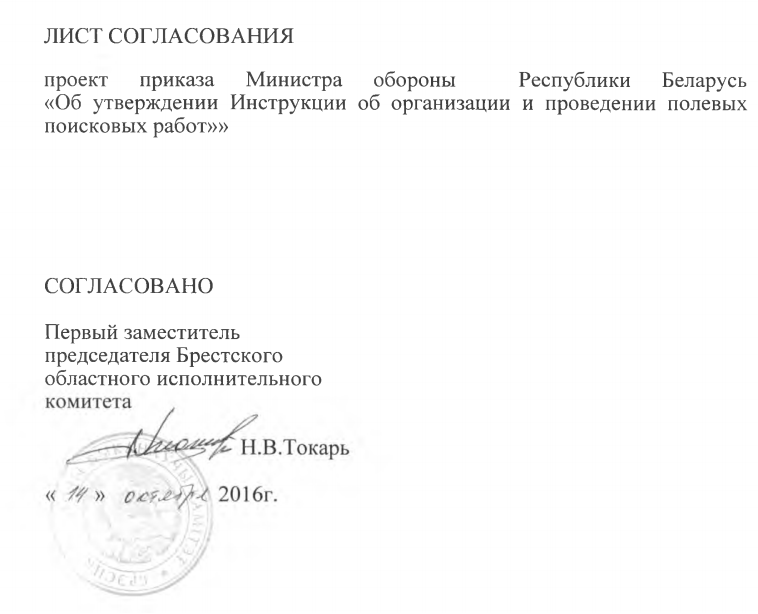 ЛИСТ СОГЛАСОВАНИЯ
проект приказа Министра обороны Республики Беларусь
«Об утверждении Инструкции об организации и проведении полевых
поисковых работ»»
СОГЛАСОВАНО
Первый заместитель
председателя Брестского
областного исполнительного
комитета
Н.В.Токарь
« 14 » октября 2016г.